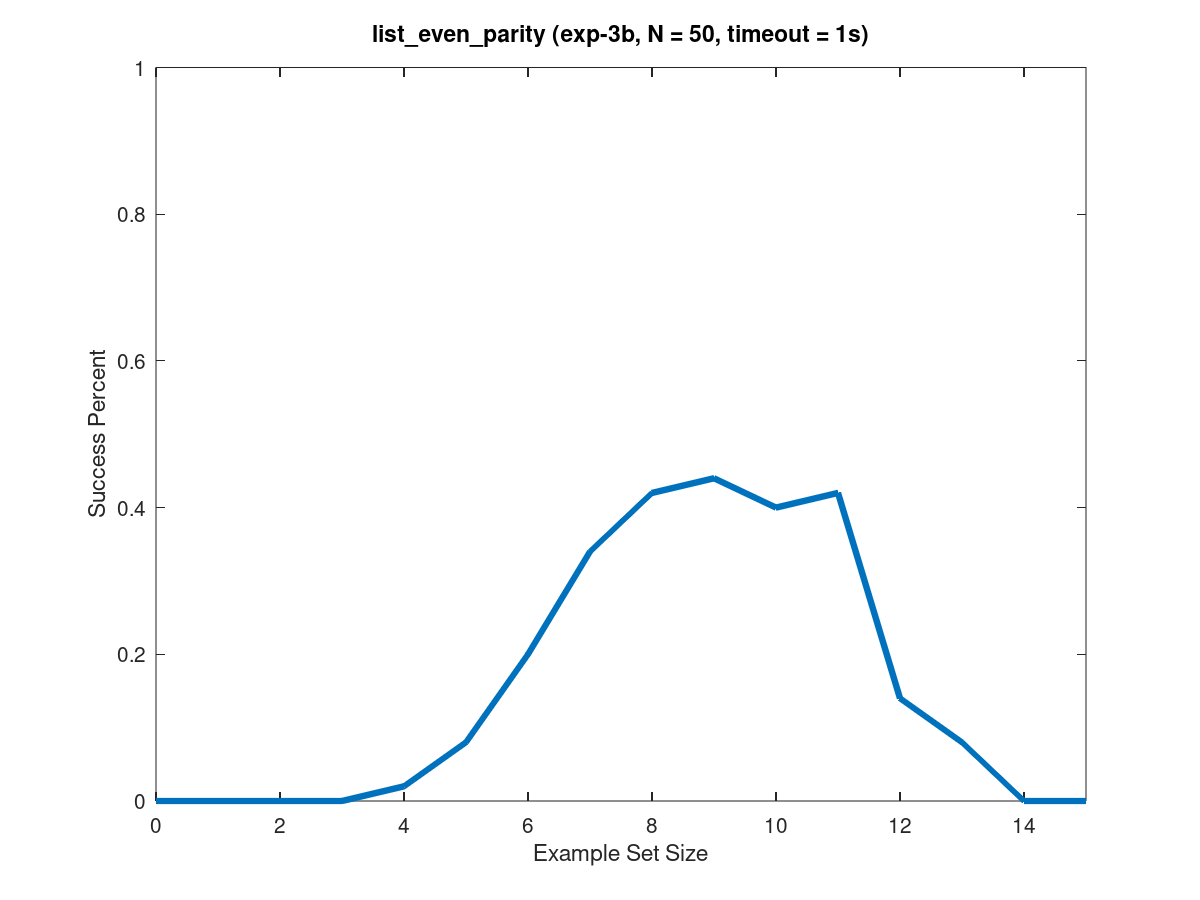 list_even_parity (exp-3b, N = 50, timeout = 1s)
1
0.8
0.6
0.4
0.2
0
Success Percent
0 2 4 6 8 10 12 14
Example Set Size